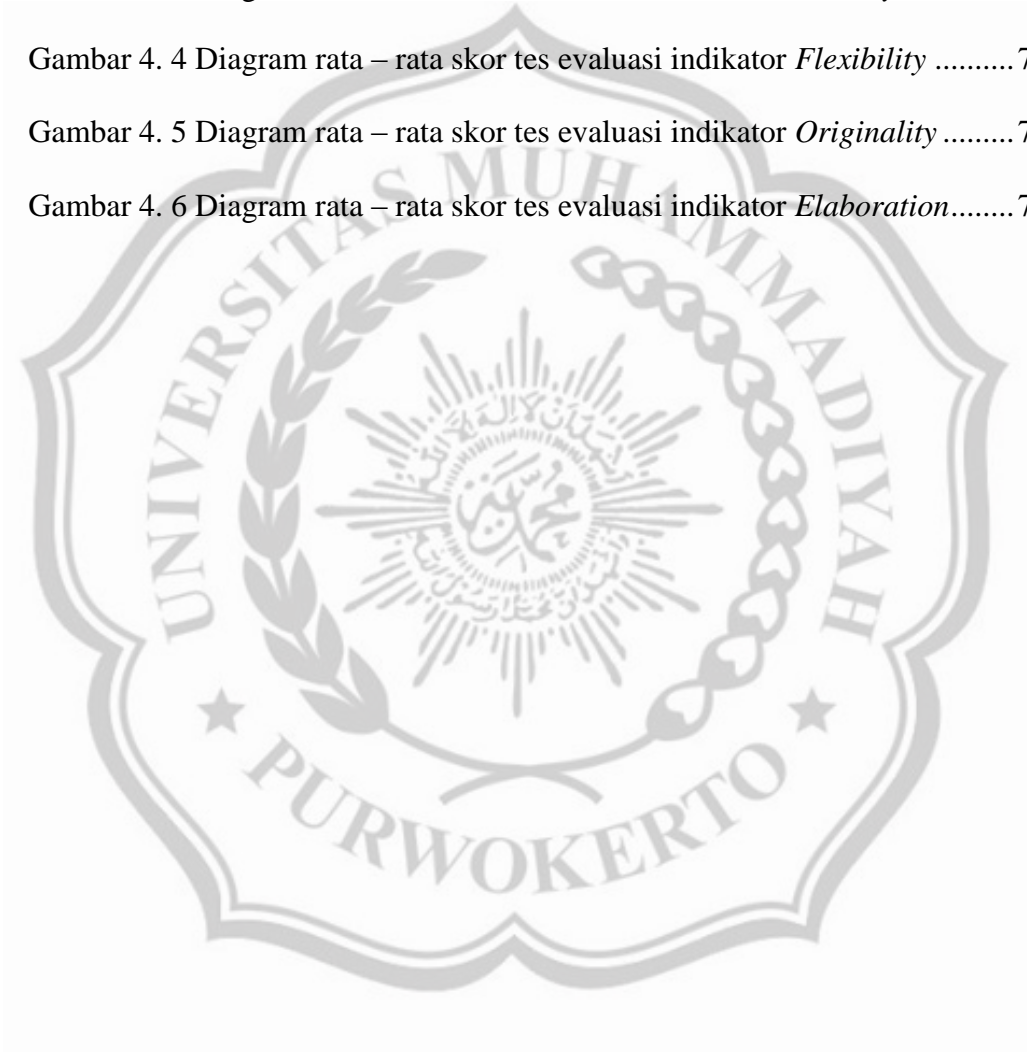 Gambar 4. 4 Diagram rata – rata skor tes evaluasi indikator Flexibility ..........7
Gambar 4. 5 Diagram rata – rata skor tes evaluasi indikator Originality .........7
Gambar 4. 6 Diagram rata – rata skor tes evaluasi indikator Elaboration........7
UNIVERSITAS MUHAMMADIYAH
PURWOKERTO